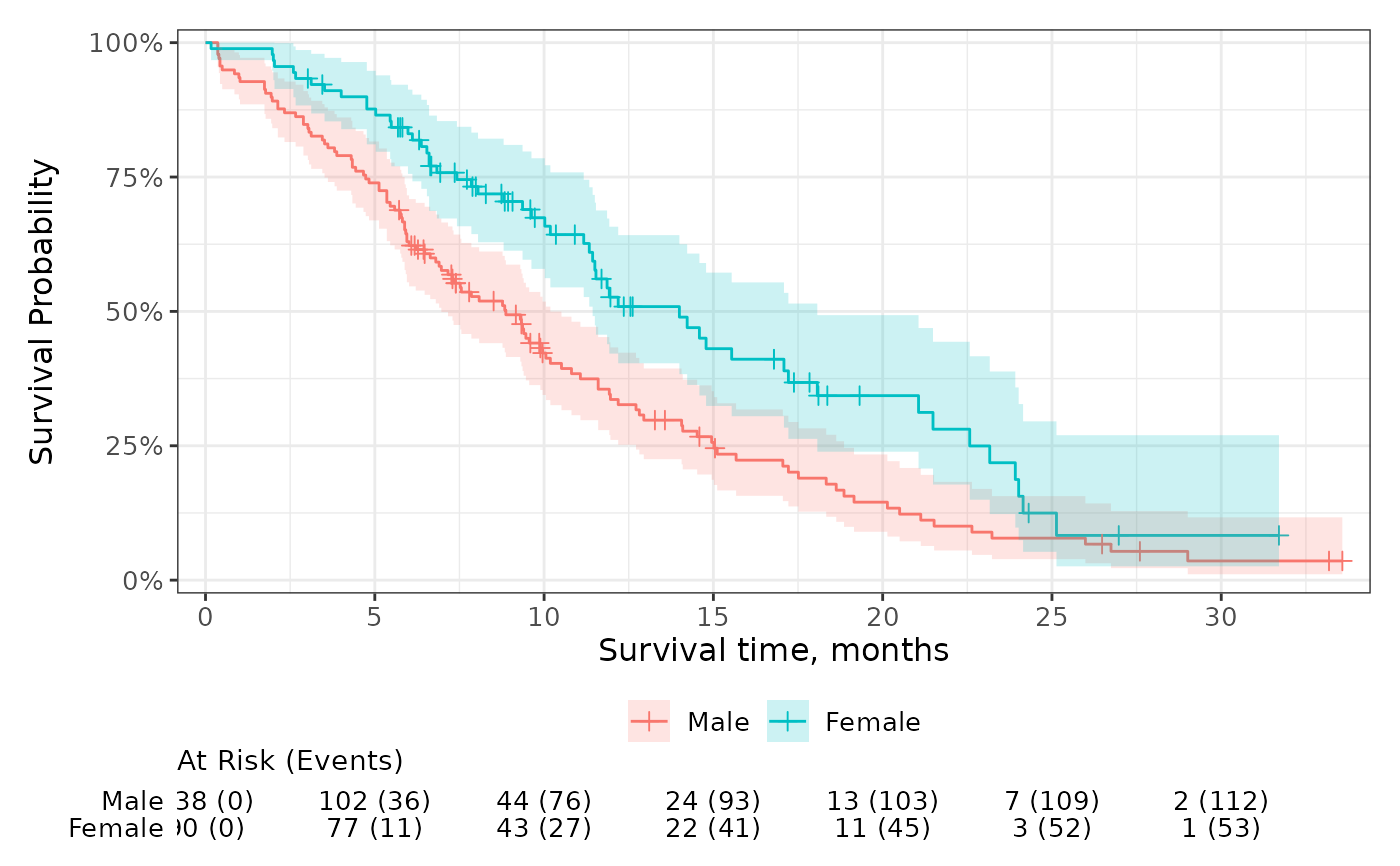 Survival Probability
100%
75%
50%
25%
0%
0 5 10 15 20 25 30
Survival time, months
Male Female
At Risk (Events)
Male 38 (0) 102 (36) 44 (76) 24 (93) 13 (103) 7 (109) 2 (112)
Female 0 (0) 77 (11) 43 (27) 22 (41) 11 (45) 3 (52) 1 (53)